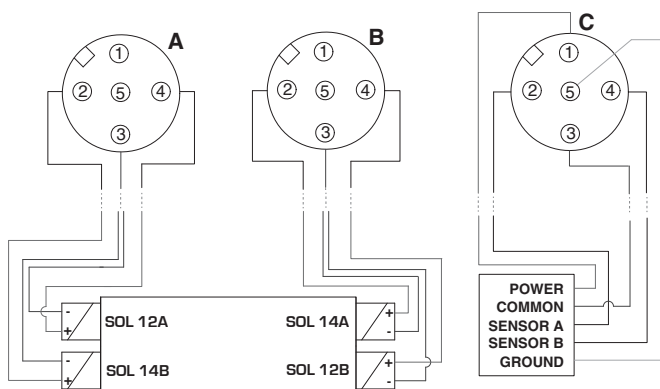 A
1
2
5
4
3
B
1
2
5
4
3
C
1
2
5
4
3
- SOL 12A
+
- SOL 14B
+
SOL 14A +
-
SOL 12B +
-
POWER
COMMON
SENSOR A
SENSOR B
GROUND